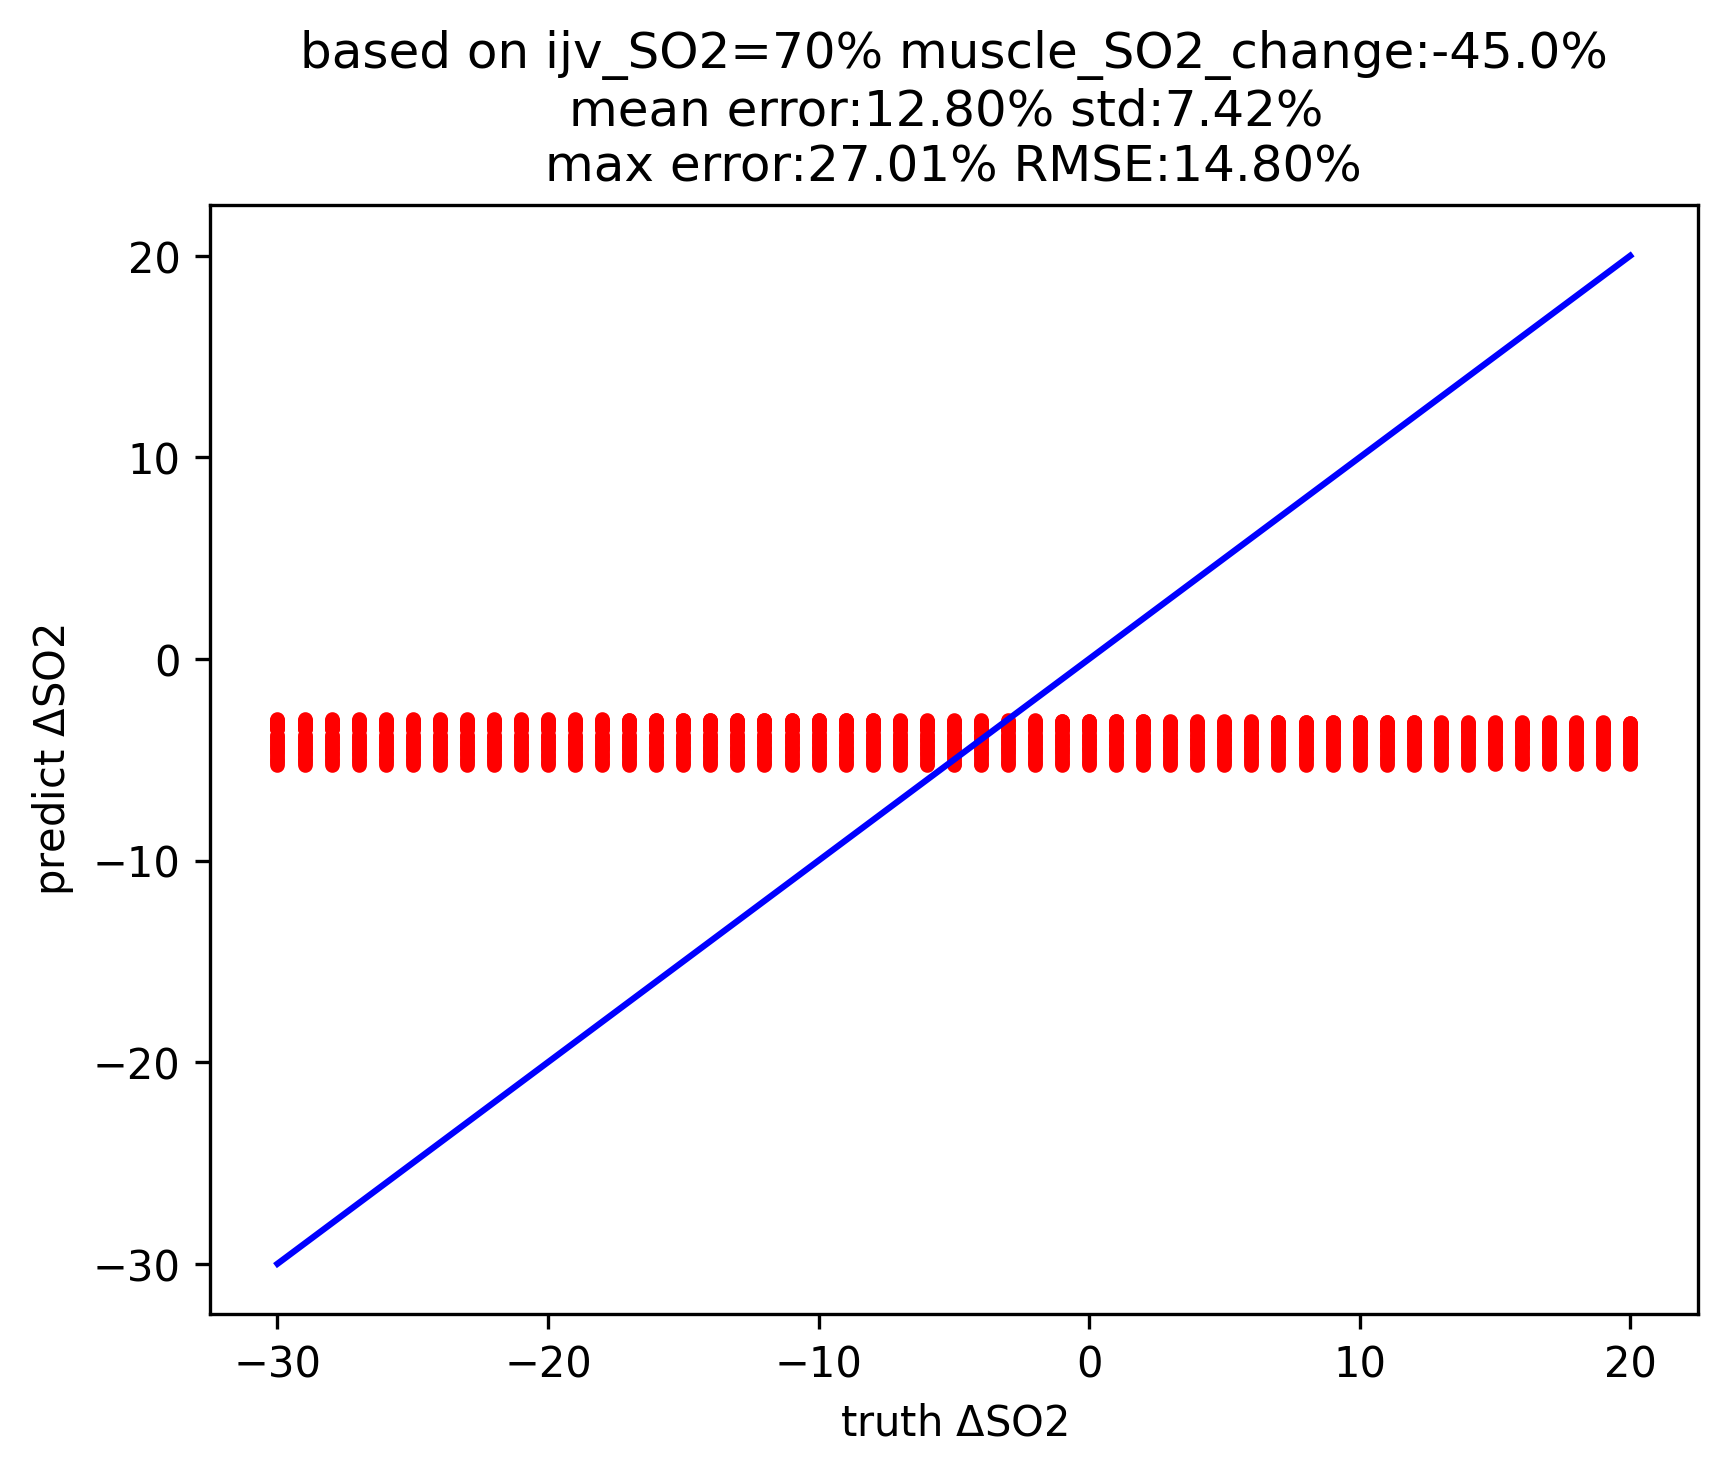 based on ijv_SO2=70% muscle_SO2_change:-45.0%
mean error:12.80% std:7.42%
max error:27.01% RMSE:14.80%
20
10
0
−10
−20
−30
predict ΔSO2
−30
−20
−10
0
10
20
truth ΔSO2